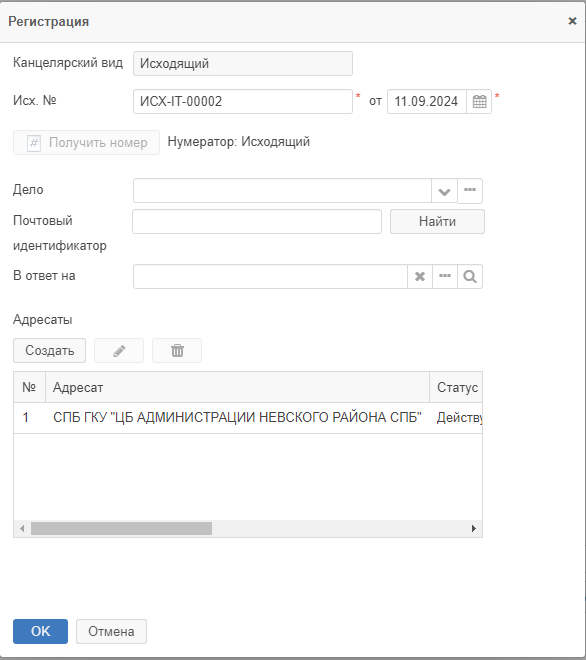 Регистрация ×
Канцелярский вид Исходящий
Исх. № ИСХ-IT-00002 * от 11.09.2024 *
# Получить номер Нумератор: Исходящий
Дело
Почтовый
идентификатор Найти
В ответ на
Адресаты
Создать
№ Адресат Статус
1 СПБ ГКУ "ЦБ АДМИНИСТРАЦИИ НЕВСКОГО РАЙОНА СПБ" Действу
OK Отмена